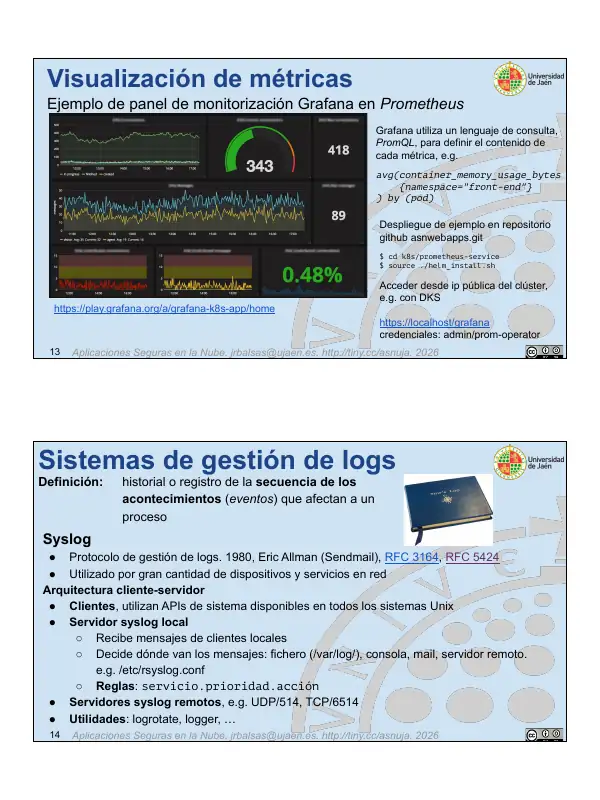 Visualización de métricas
Universidad
de Jaén
Ejemplo de panel de monitorización Grafana en Prometheus
343
418
89
0.48%
Grafana utiliza un lenguaje de consulta,
PromQL, para definir el contenido de
cada métrica, e.g.
avg(container_memory_usage_bytes
{namespace="front-end"}
) by (pod)
Despliegue de ejemplo en repositorio
github asnwebapps.git
$ cd k8s/prometheus-service
$ source ./helm_install.sh
Acceder desde ip pública del clúster,
e.g. con DKS
https://localhost/grafana
credenciales: admin/prom-operator
https://play.grafana.org/a/grafana-k8s-app/home
13 Aplicaciones Seguras en la Nube. jrbalsas@ujaen.es. http://tiny.cc/asnuja. 2026
Sistemas de gestión de logs
Universidad
de Jaén
Definición: historial o registro de la secuencia de los
acontecimientos (eventos) que afectan a un
proceso
Syslog
● Protocolo de gestión de logs. 1980, Eric Allman (Sendmail), RFC 3164, RFC 5424
● Utilizado por gran cantidad de dispositivos y servicios en red
Arquitectura cliente-servidor
● Clientes, utilizan APIs de sistema disponibles en todos los sistemas Unix
● Servidor syslog local
○ Recibe mensajes de clientes locales
○ Decide dónde van los mensajes: fichero (/var/log/), consola, mail, servidor remoto.
e.g. /etc/rsyslog.conf
○ Reglas: servicio.prioridad.acción
● Servidores syslog remotos, e.g. UDP/514, TCP/6514
● Utilidades: logrotate, logger, …
14 Aplicaciones Seguras en la Nube. jrbalsas@ujaen.es. http://tiny.cc/asnuja. 2026